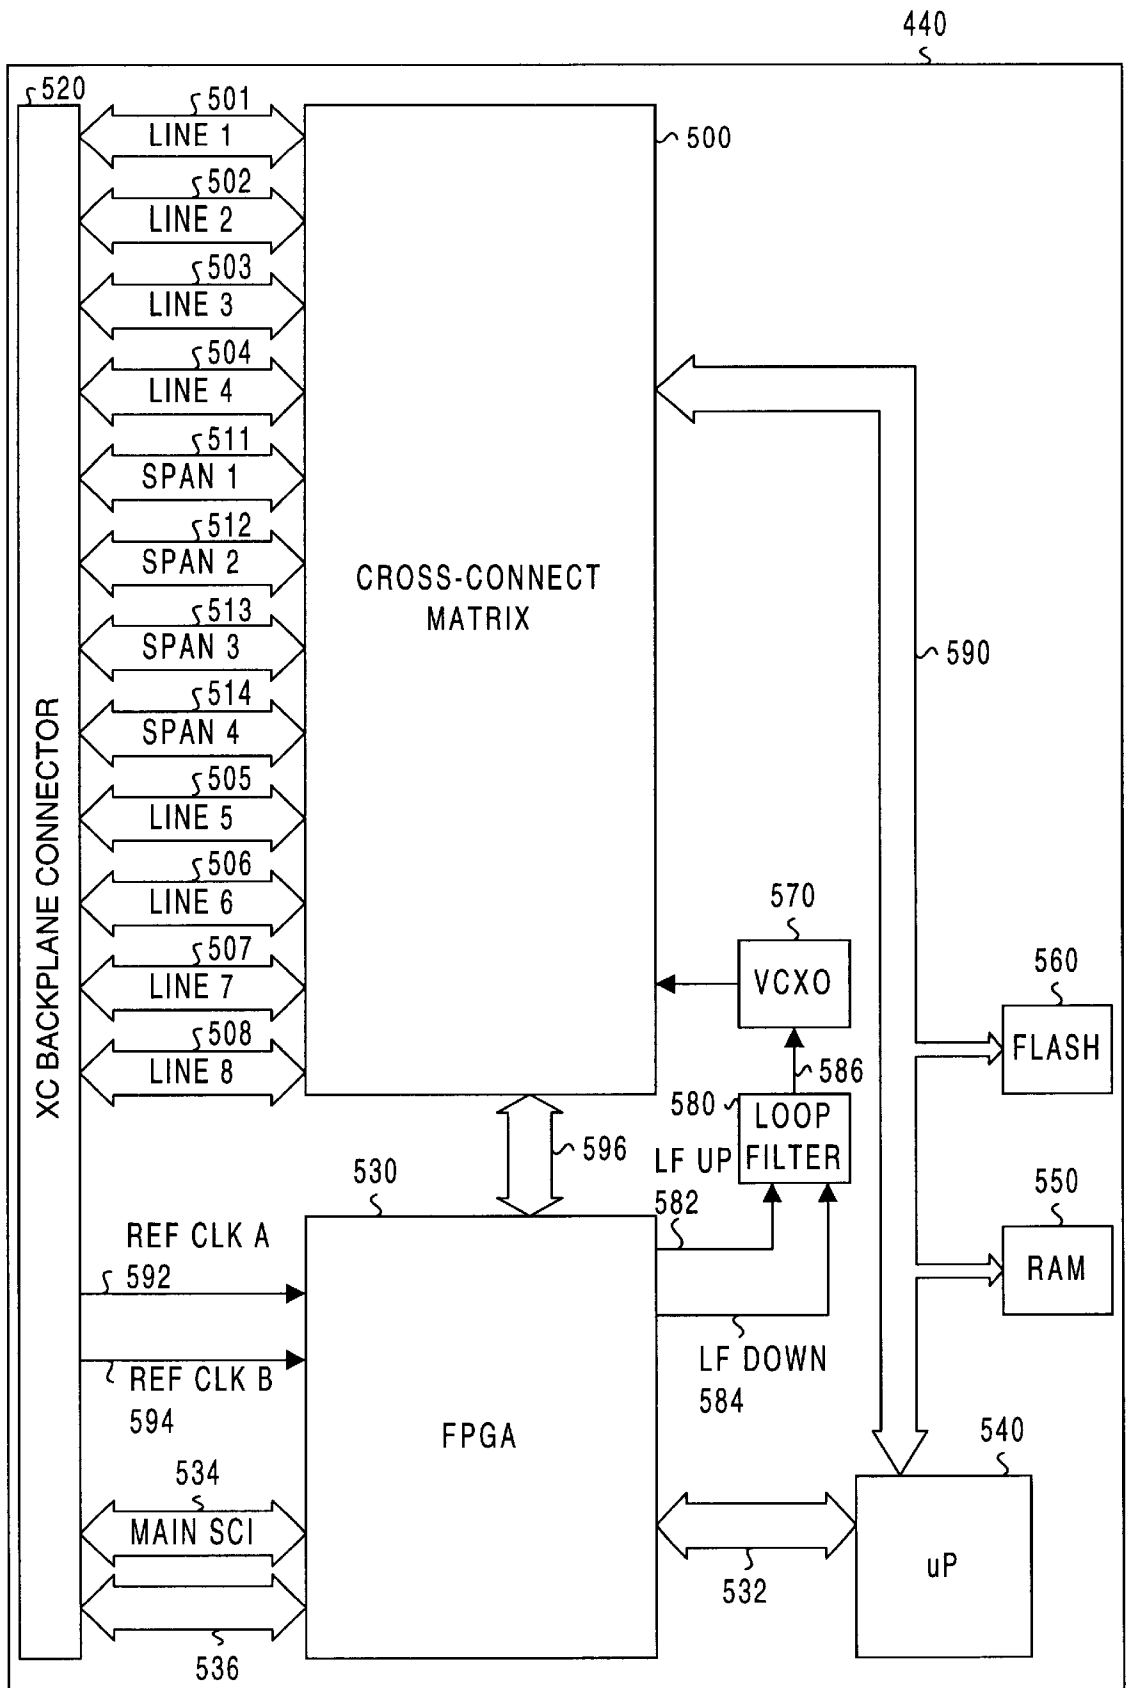 440
520
501
LINE 1
500
502
LINE 2
503
LINE 3
504
LINE 4
511
SPAN 1
512
SPAN 2
CROSS-CONNECT
MATRIX
513
SPAN 3
590
514
SPAN 4
XC BACKPLANE CONNECTOR
505
LINE 5
506
LINE 6
570
VCXO
507
LINE 7
560
FLASH
508
LINE 8
586
580
LOOP
FILTER
596
LF UP
582
530
550
RAM
REF CLK A
592
LF DOWN
584
REF CLK B
594
FPGA
540
534
MAIN SCI
532
uP
536